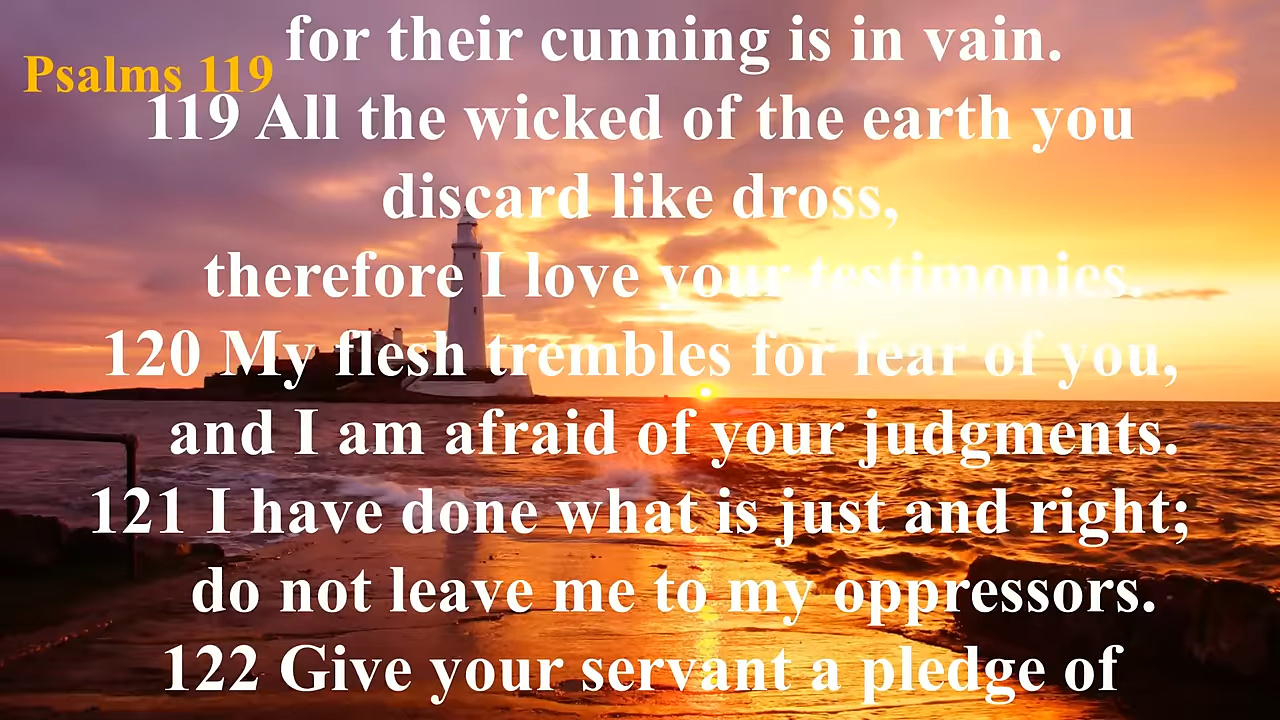 for their cunning is in vain.
Psalms 119
119 All the wicked of the earth you
discard like dross,
therefore I love your testimonies.
120 My flesh trembles for fear of you,
and I am afraid of your judgments.
121 I have done what is just and right;
do not leave me to my oppressors.
122 Give your servant a pledge of